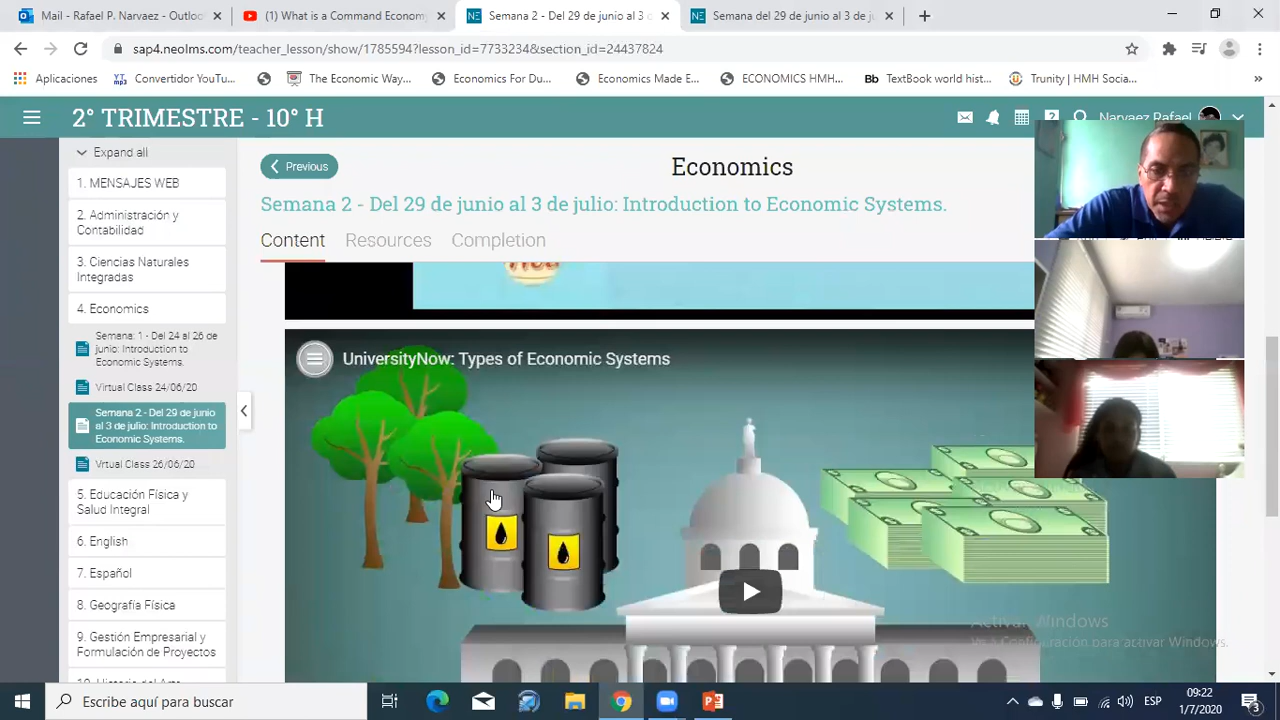 Mail - Rafael P. Narvaez - Outloo
(1) What is a Command Econom
Semana 2 - Del 29 de junio al 3 d
Semana del 29 de junio al 3 de ju
sap4.neolms.com/teacher_lesson/show/1785594?lesson_id=7733234&section_id=24437824
Aplicaciones
Convertidor YouTu...
The Economic Way...
Economics For Du...
Economics Made E...
ECONOMICS HMH...
Bb TextBook world hist...
Trunity | HMH Socia...
2° TRIMESTRE - 10° H
Narvaez Rafael
Expand all
1. MENSAJES WEB
2. Administración y
Contabilidad
3. Ciencias Naturales
Integradas
4. Economics
Semana: 1 - Del 24 al 26 de
junio: Introduction to
Economic Systems.
Virtual Class 24/06/20
Semana 2 - Del 29 de junio
al 3 de julio: Introduction to
Economic Systems.
Vrtual Class 26/06/20
5. Educación Física y
Salud Integral
6. English
7. Español
8. Geografía Física
9. Gestión Empresarial y
Formulación de Proyectos
Previous
Economics
Semana 2 - Del 29 de junio al 3 de julio: Introduction to Economic Systems.
Content
Resources
Completion
UniversityNow: Types of Economic Systems
Activar Windows
Ve a Configuración para activar Windows.
Escribe aquí para buscar
ESP
09:22
1/7/2020
3